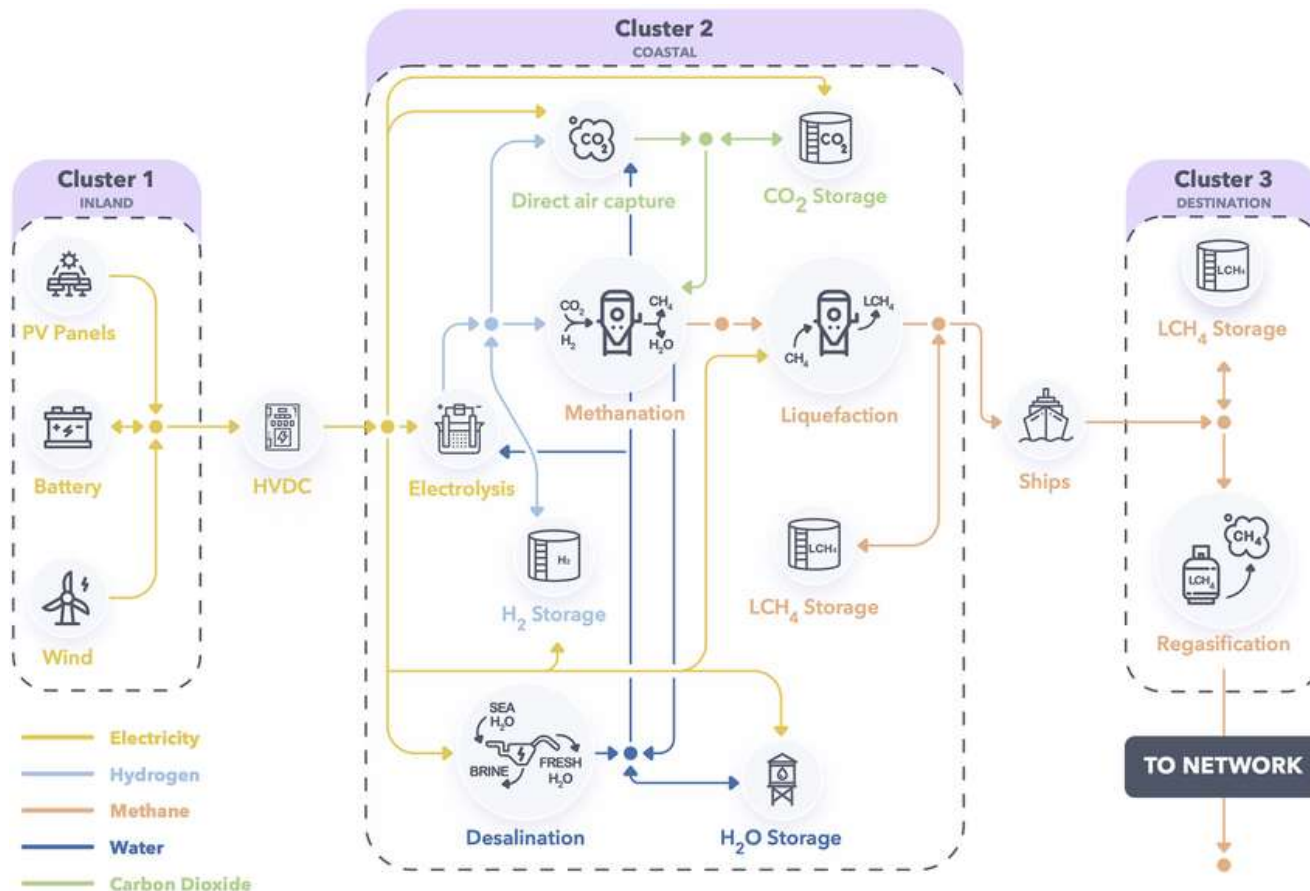 Cluster 1
INLAND
PV Panels
Battery
Wind
HVDC
Cluster 2
COASTAL
CO₂
Direct air capture
CO₂
CO₂ Storage
CO₂
H₂
CH₄
H₂O
Methanation
CH₄
LCH₄
Liquefaction
Electrolysis
H₂
H₂ Storage
LCH₄
LCH₄ Storage
SEA
H₂O
BRINE
FRESH
H₂O
Desalination
H₂O Storage
Ships
Cluster 3
DESTINATION
LCH₄
LCH₄ Storage
LCH₄
CH₄
Regasification
TO NETWORK
Electricity
Hydrogen
Methane
Water
Carbon Dioxide